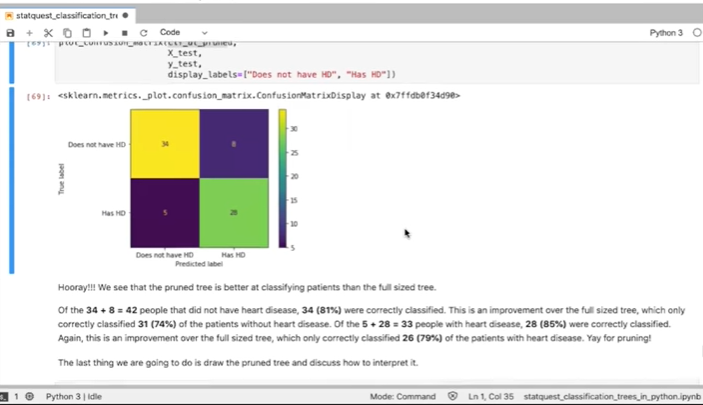 statquest_classification_tre
Code
Python 3
[69]: plot_confusion_matrix(clf_dt_pruned,
X_test,
y_test,
display_labels=["Does not have HD", "Has HD"])
[69]: <sklearn.metrics._plot.confusion_matrix.ConfusionMatrixDisplay at 0x7ffdb0f34d90>
Does not have HD
Has HD
True label
34
8
5
28
Does not have HD
Has HD
Predicted label
30
25
20
15
10
5
Hooray!!! We see that the pruned tree is better at classifying patients than the full sized tree.
Of the 34 + 8 = 42 people that did not have heart disease, 34 (81%) were correctly classified. This is an improvement over the full sized tree, which only
correctly classified 31 (74%) of the patients without heart disease. Of the 5 + 28 = 33 people with heart disease, 28 (85%) were correctly classified.
Again, this is an improvement over the full sized tree, which only correctly classified 26 (79%) of the patients with heart disease. Yay for pruning!
The last thing we are going to do is draw the pruned tree and discuss how to interpret it.
1
Python 3 | Idle
Mode: Command
Ln 1, Col 35
statquest_classification_trees_in_python.ipynb